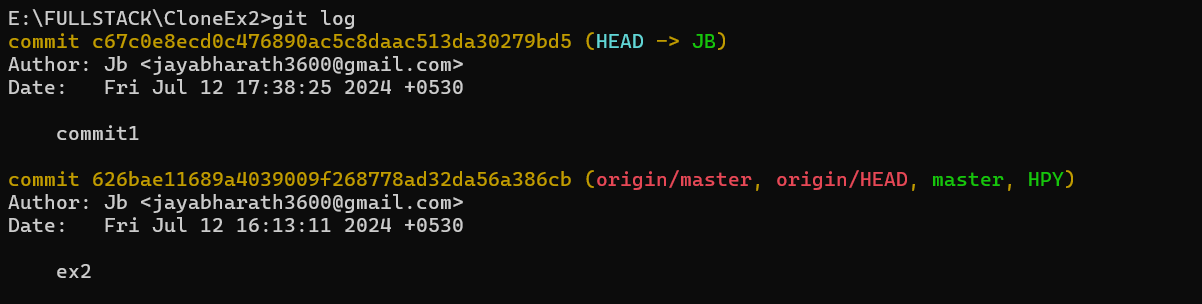 E:\FULLSTACK\CloneEx2>git log
commit c67c0e8ecd0c476890ac5c8daac513da30279bd5 (HEAD -> JB)
Author: Jb <jayabharath3600@gmail.com>
Date:   Fri Jul 12 17:38:25 2024 +0530
commit1
commit 626bae11689a4039009f268778ad32da56a386cb (origin/master, origin/HEAD, master, HPY)
Author: Jb <jayabharath3600@gmail.com>
Date:   Fri Jul 12 16:13:11 2024 +0530
ex2